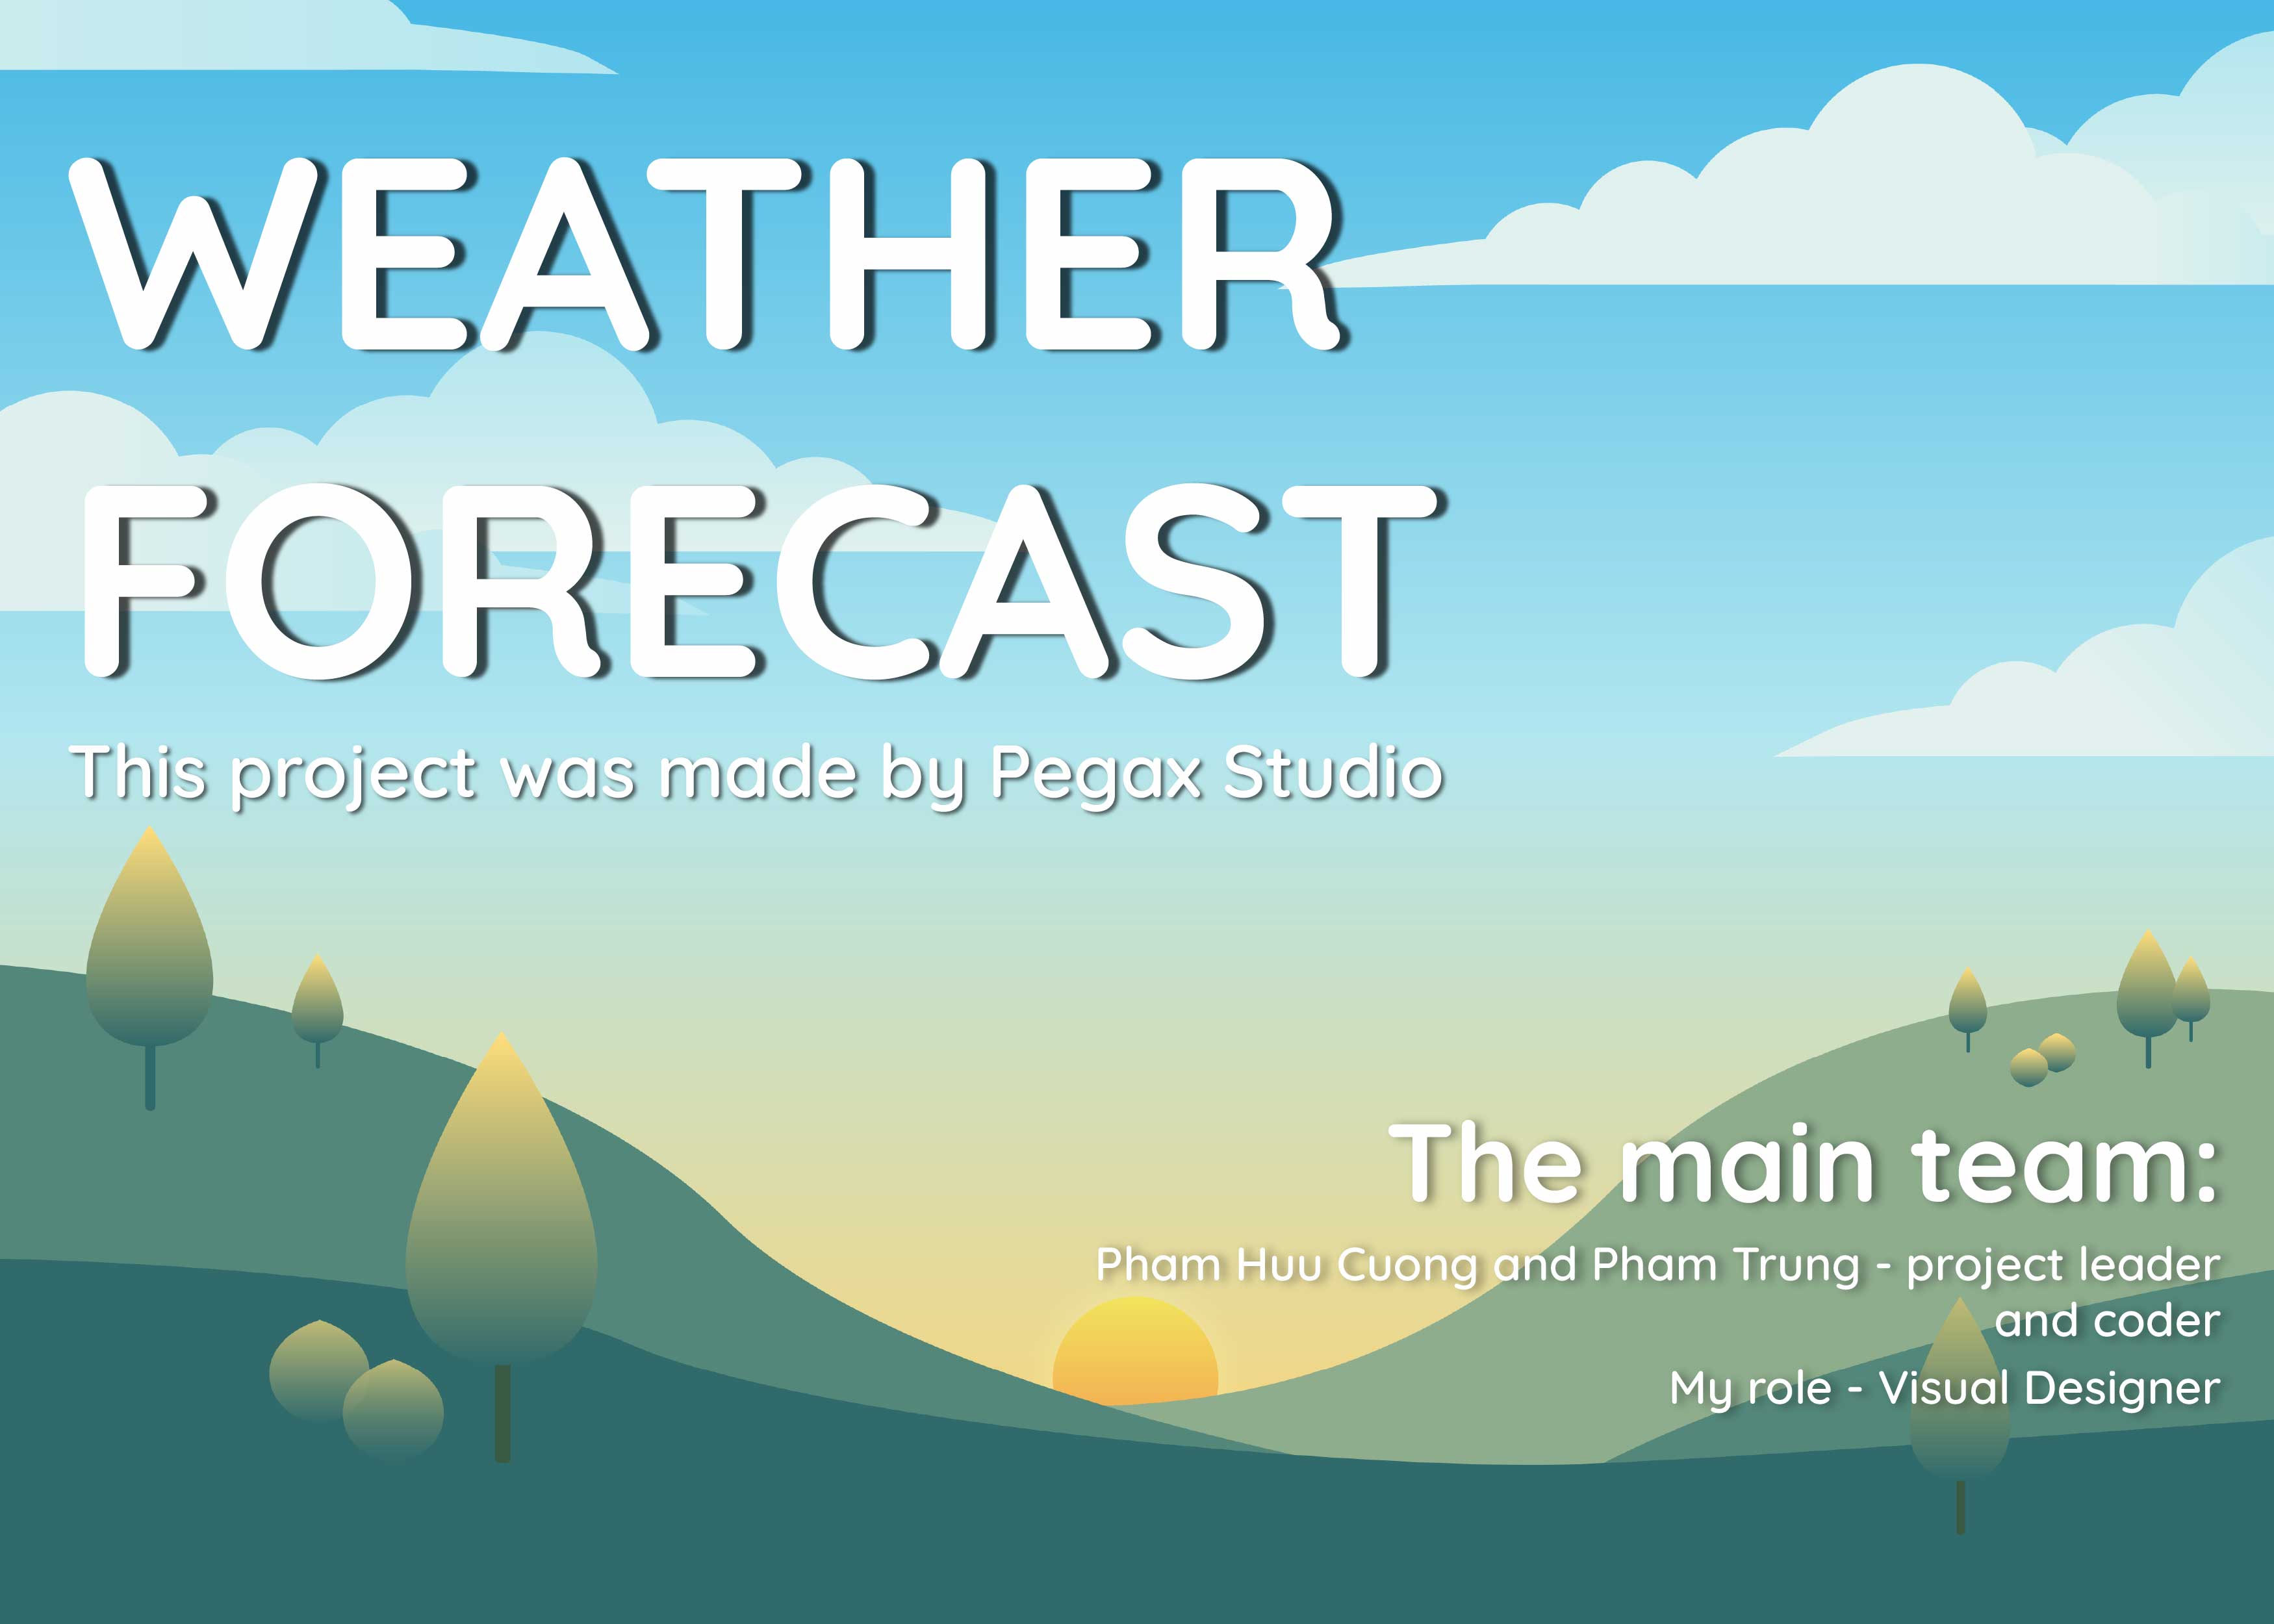 WEATHER
FORECAST
This project was made by Pegax Studio
The main team:
Pham Huu Cuong and Pham Trung - project leader
and coder
My role - Visual Designer